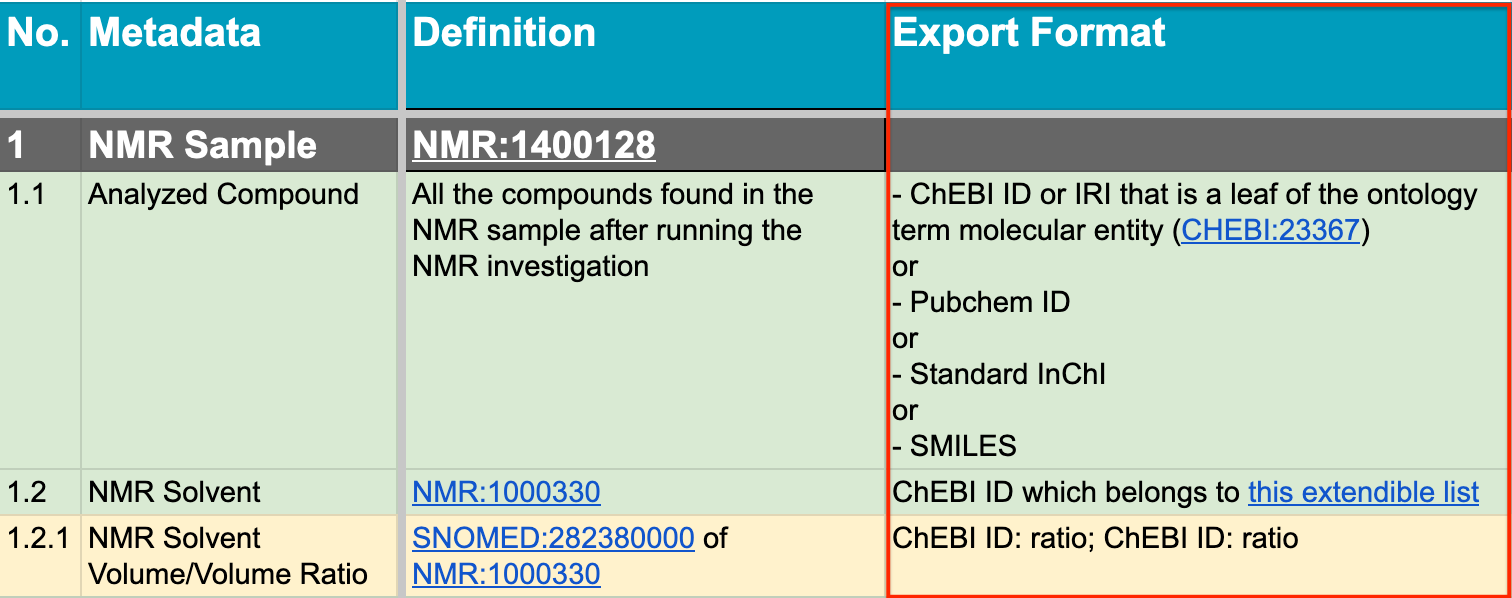 No. Metadata Definition Export Format
1 NMR Sample NMR:1400128
1.1 Analyzed Compound All the compounds found in the
NMR sample after running the
NMR investigation
- ChEBI ID or IRI that is a leaf of the ontology
term molecular entity (CHEBI:23367)
or
- Pubchem ID
or
- Standard InChI
or
- SMILES
1.2 NMR Solvent NMR:1000330 ChEBI ID which belongs to this extendible list
1.2.1 NMR Solvent
Volume/Volume Ratio
SNOMED:282380000 of
NMR:1000330
ChEBI ID: ratio; ChEBI ID: ratio